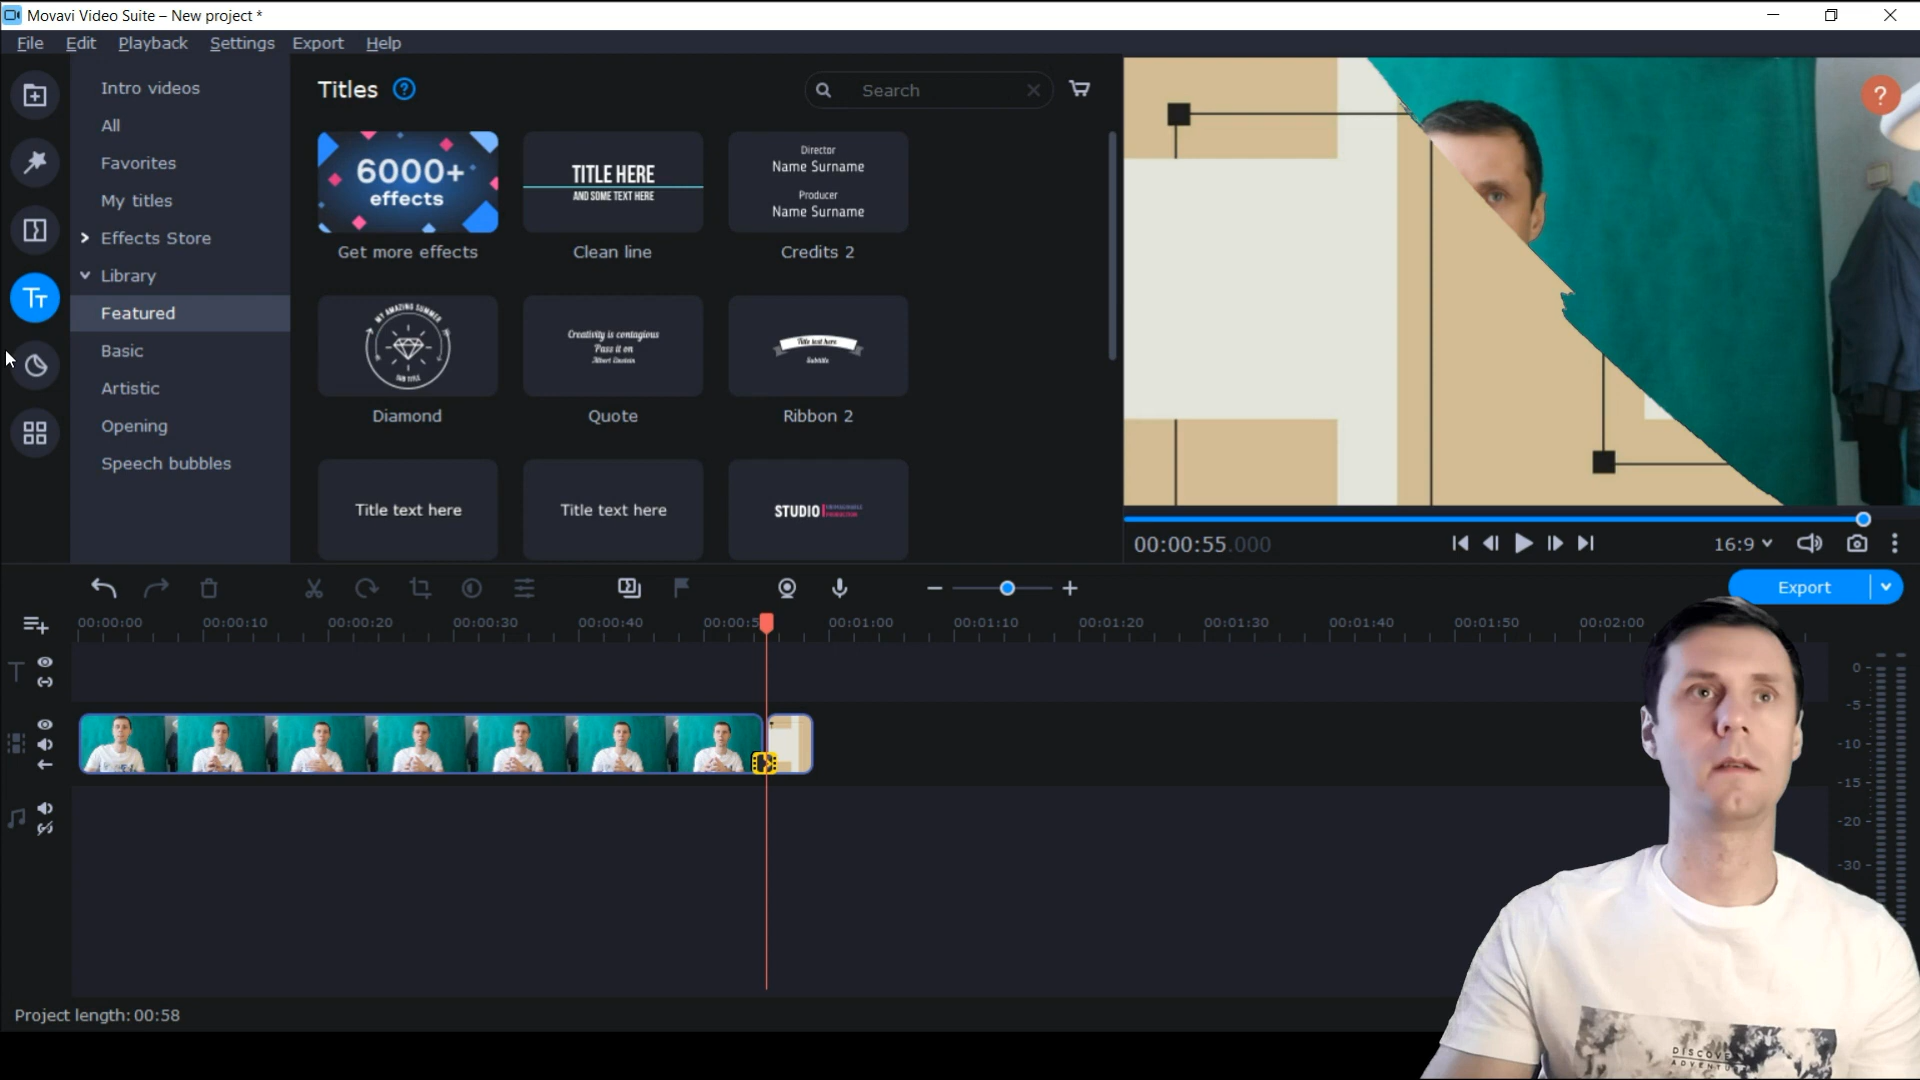 Movavi Video Suite – New project *
File Edit Playback Settings Export Help
Intro videos
All
Favorites
My titles
Effects Store
Library
Featured
Basic
Artistic
Opening
Speech bubbles
Titles ?
Search
6000+
effects
Get more effects
TITLE HERE
AND SOME TEXT HERE
Clean line
Director
Name Surname
Producer
Name Surname
Credits 2
MY AMAZING SUMMER
SUB TITLE
Diamond
Creativity is contagious
Pass it on
Albert Einstein
Quote
Title text here
Subtitle
Ribbon 2
Title text here
Title text here
STUDIO
?
00:00:55.000
16:9
Export
00:00:00 00:00:10 00:00:20 00:00:30 00:00:40 00:00:5 00:01:00 00:01:10 00:01:20 00:01:30 00:01:40 00:01:50 00:02:00
0
-5
-10
-15
-20
-30
Project length: 00:58
DISCOVE
ADVENTU